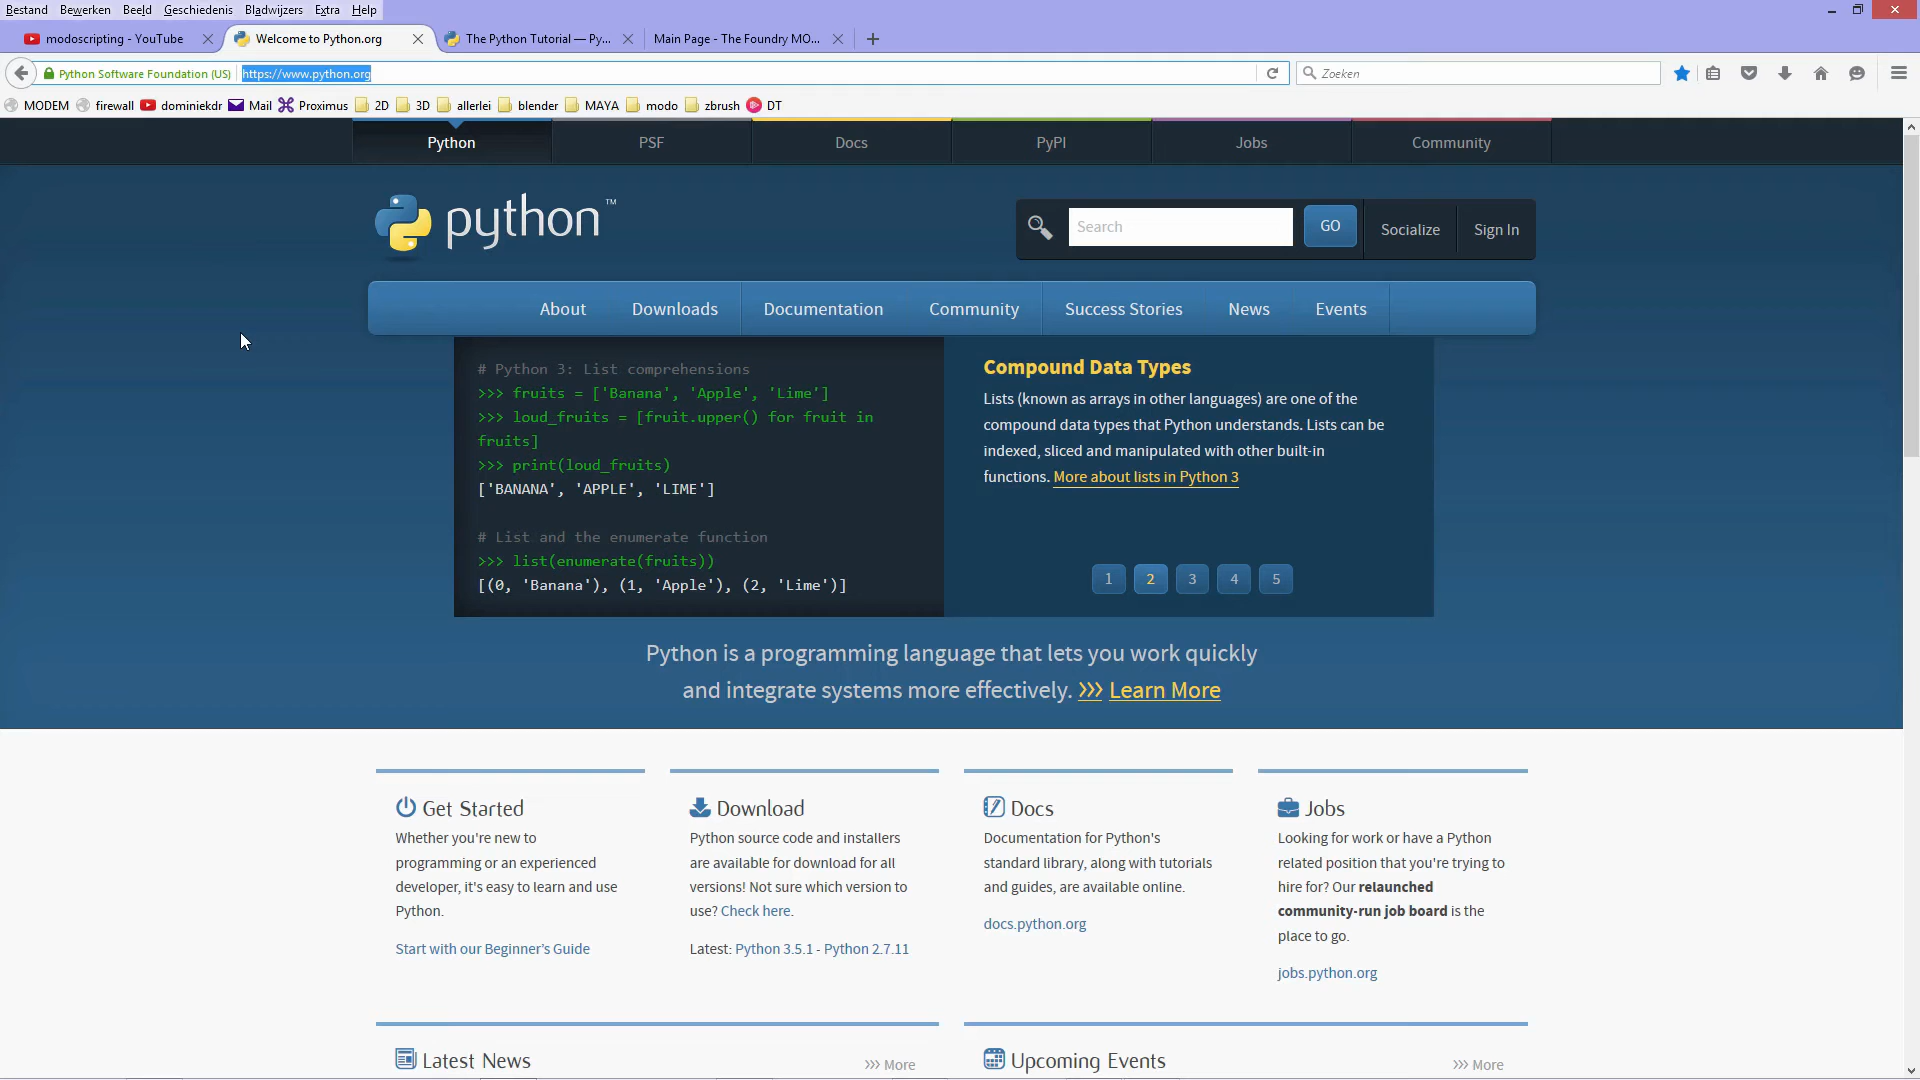 Bestand Bewerken Beeld Geschiedenis Bladwijzers Extra Help
modoscripting - YouTube Welcome to Python.org The Python Tutorial — Py... Main Page - The Foundry MO...
Python Software Foundation (US) https://www.python.org Zoeken
MODEM firewall dominiekdr Mail Proximus 2D 3D allerlei blender MAYA modo zbrush DT
Python PSF Docs PyPI Jobs Community
python™
Search GO Socialize Sign In
About Downloads Documentation Community Success Stories News Events
# Python 3: List comprehensions
>>> fruits = ['Banana', 'Apple', 'Lime']
>>> loud_fruits = [fruit.upper() for fruit in
fruits]
>>> print(loud_fruits)
['BANANA', 'APPLE', 'LIME']
# List and the enumerate function
>>> list(enumerate(fruits))
[(0, 'Banana'), (1, 'Apple'), (2, 'Lime')]
Compound Data Types
Lists (known as arrays in other languages) are one of the
compound data types that Python understands. Lists can be
indexed, sliced and manipulated with other built-in
functions. More about lists in Python 3
1 2 3 4 5
Python is a programming language that lets you work quickly
and integrate systems more effectively. >>> Learn More
Get Started
Whether you're new to
programming or an experienced
developer, it's easy to learn and use
Python.
Start with our Beginner’s Guide
Download
Python source code and installers
are available for download for all
versions! Not sure which version to
use? Check here.
Latest: Python 3.5.1 - Python 2.7.11
Docs
Documentation for Python's
standard library, along with tutorials
and guides, are available online.
docs.python.org
Jobs
Looking for work or have a Python
related position that you're trying to
hire for? Our relaunched
community-run job board is the
place to go.
jobs.python.org
Latest News >>> More
Upcoming Events >>> More